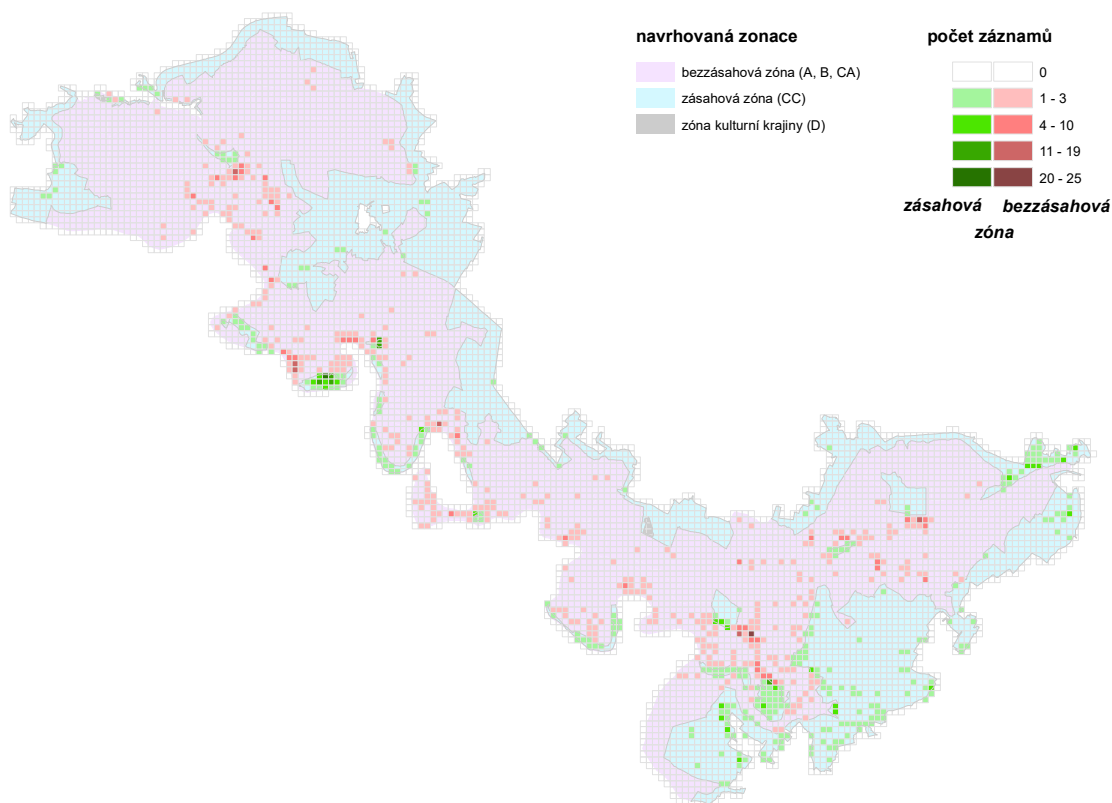 navrhovaná zonace
bezzásahová zóna (A, B, CA)
zásahová zóna (CC)
zóna kulturní krajiny (D)
počet záznamů
0
1 - 3
4 - 10
11 - 19
20 - 25
zásahová bezzásahová
zóna